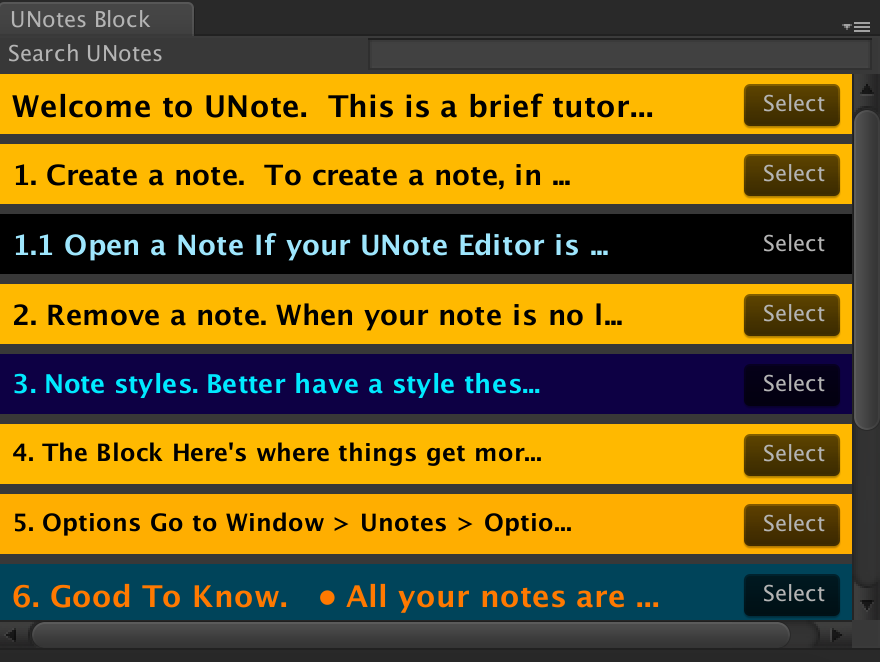 UNotes Block
Search UNotes
Welcome to UNote.  This is a brief tutor... Select
1. Create a note.  To create a note, in ... Select
1.1 Open a Note If your UNote Editor is ... Select
2. Remove a note. When your note is no l... Select
3. Note styles. Better have a style thes... Select
4. The Block Here's where things get mor... Select
5. Options Go to Window > Unotes > Optio... Select
6. Good To Know.   ● All your notes are ... Select